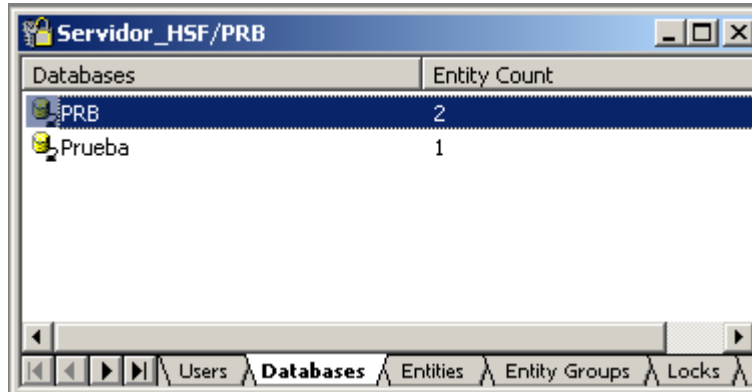 Servidor_HSF/PRB
Databases Entity Count
PRB 2
Prueba 1
Users Databases Entities Entity Groups Locks